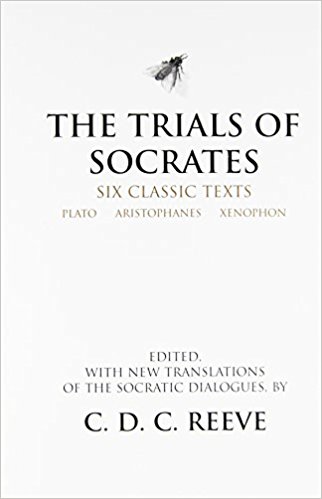 THE TRIALS OF
SOCRATES
SIX CLASSIC TEXTS
PLATO ARISTOPHANES XENOPHON
EDITED,
WITH NEW TRANSLATIONS
OF THE SOCRATIC DIALOGUES, BY
C. D. C. REEVE